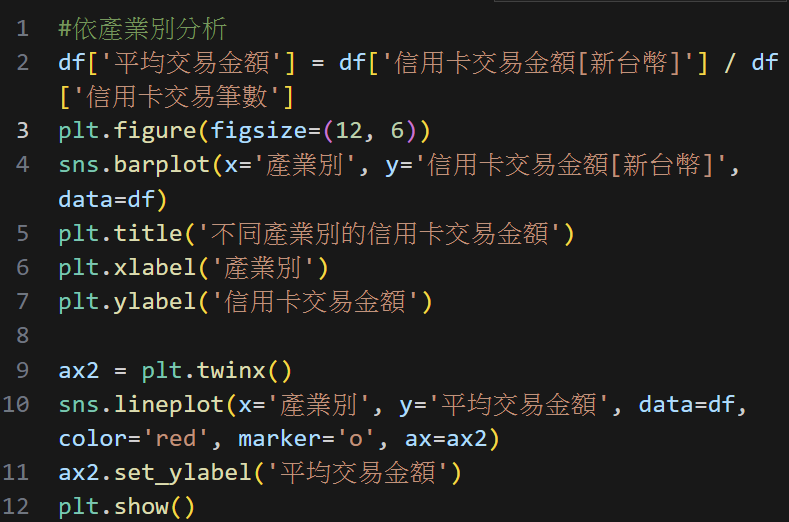 1 #依產業別分析
2 df['平均交易金額'] = df['信用卡交易金額[新台幣]'] / df
['信用卡交易筆數']
3 plt.figure(figsize=(12, 6))
4 sns.barplot(x='產業別', y='信用卡交易金額[新台幣]',
data=df)
5 plt.title('不同產業別的信用卡交易金額')
6 plt.xlabel('產業別')
7 plt.ylabel('信用卡交易金額')
8
9 ax2 = plt.twinx()
10 sns.lineplot(x='產業別', y='平均交易金額', data=df,
color='red', marker='o', ax=ax2)
11 ax2.set_ylabel('平均交易金額')
12 plt.show()